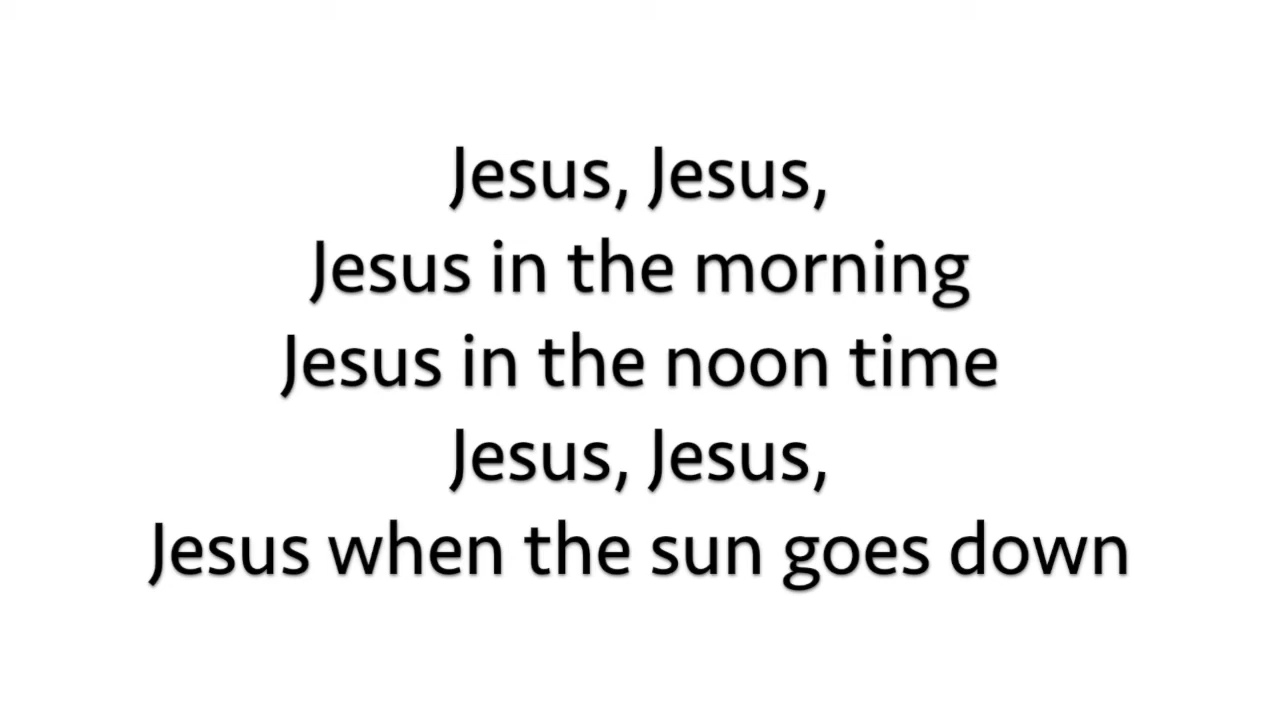 Jesus, Jesus,
Jesus in the morning
Jesus in the noon time
Jesus, Jesus,
Jesus when the sun goes down